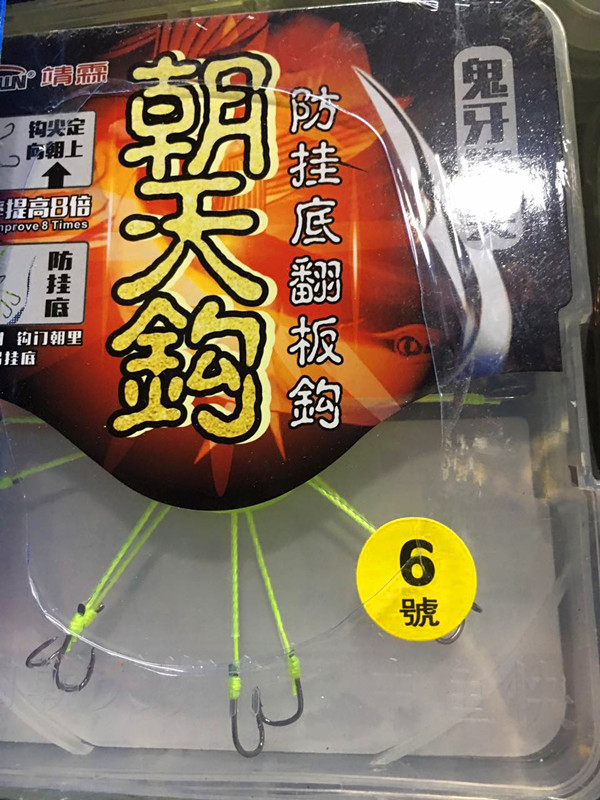 靖霖
钩尖定
向朝上
提高8倍
mprove 8 Times
防挂底
钩门朝里
挂底
朝天鈎
防挂底翻板鈎
鬼牙
6
號